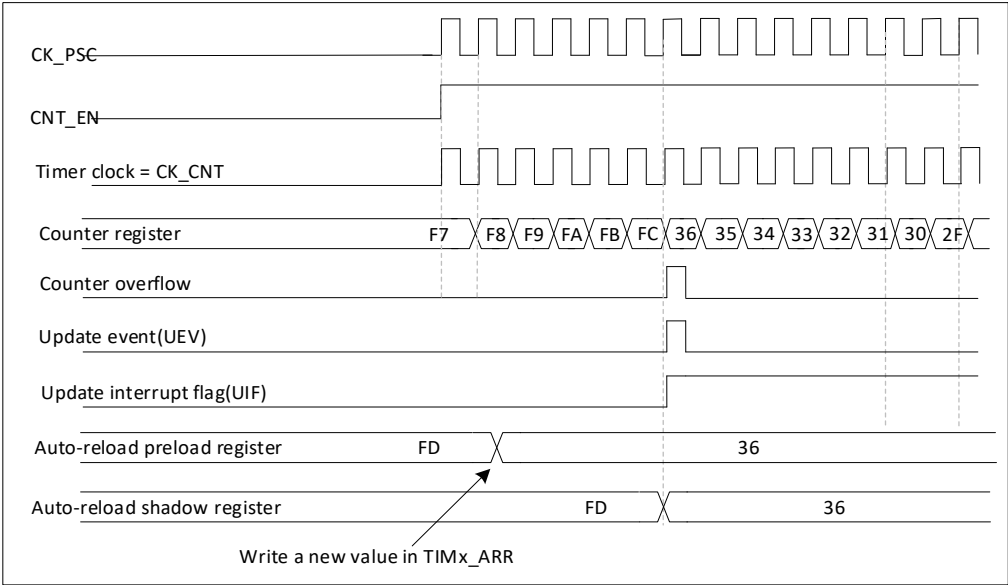 CK_PSC
CNT_EN
Timer clock = CK_CNT
Counter register F7 F8 F9 FA FB FC 36 35 34 33 32 31 30 2F
Counter overflow
Update event(UEV)
Update interrupt flag(UIF)
Auto-reload preload register FD 36
Auto-reload shadow register FD 36
Write a new value in TIMx_ARR